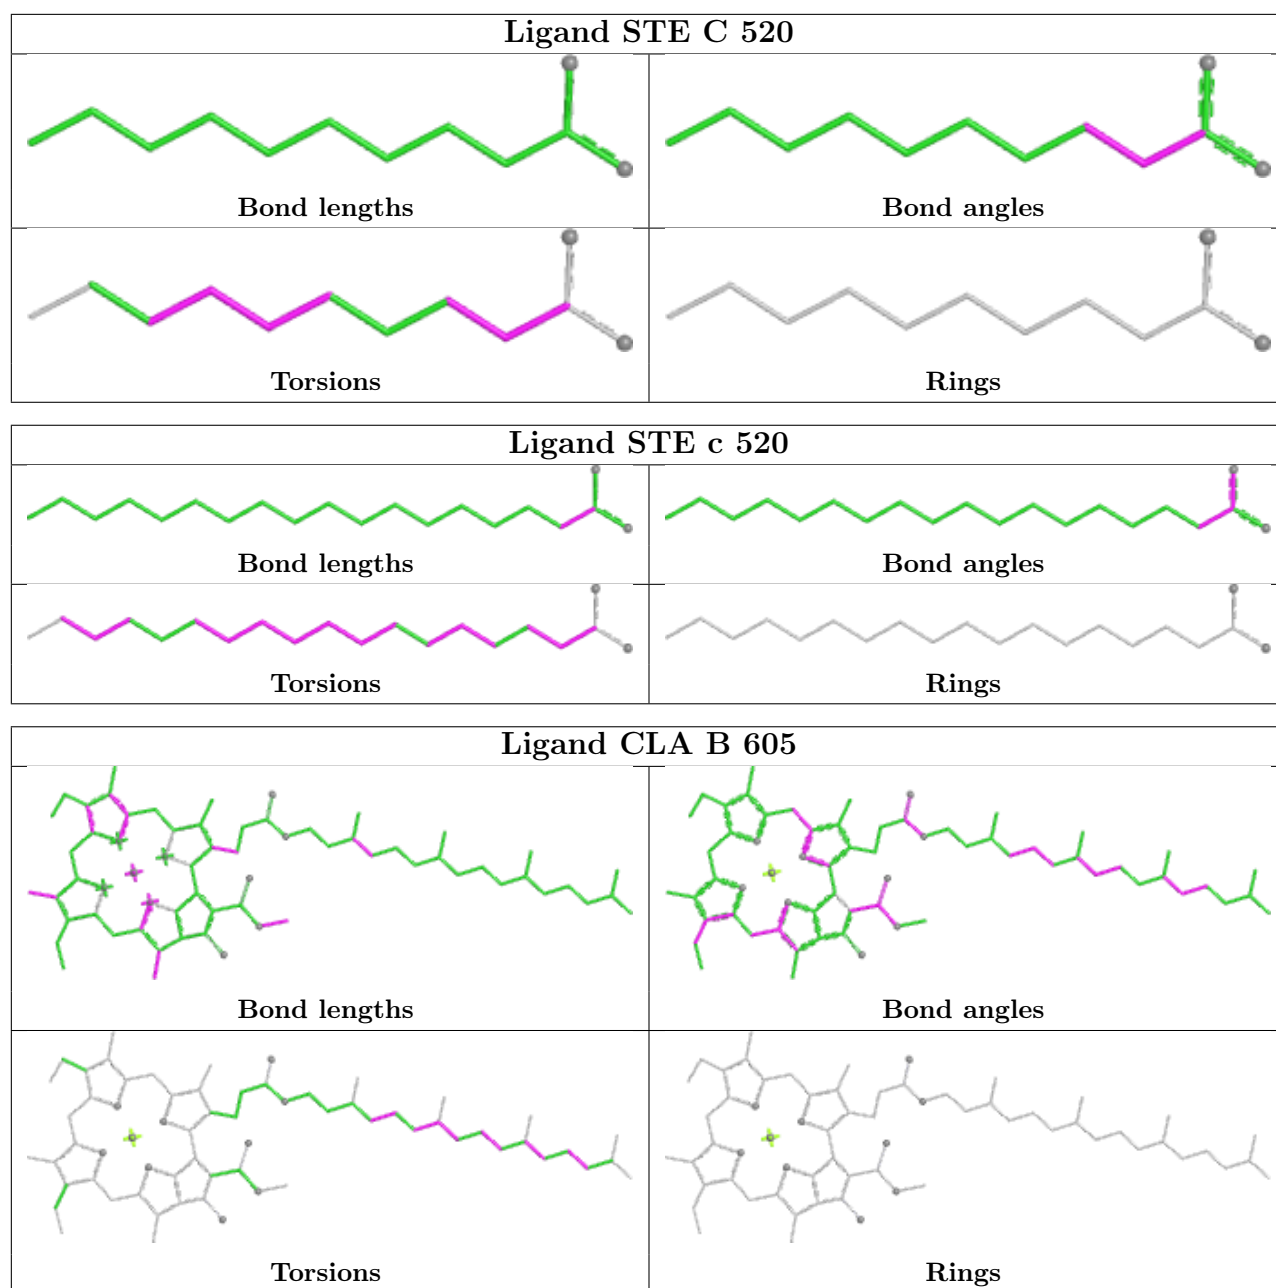 Ligand STE C 520
Bond lengths
Bond angles
Torsions
Rings
Ligand STE c 520
Bond lengths
Bond angles
Torsions
Rings
Ligand CLA B 605
Bond lengths
Bond angles
Torsions
Rings